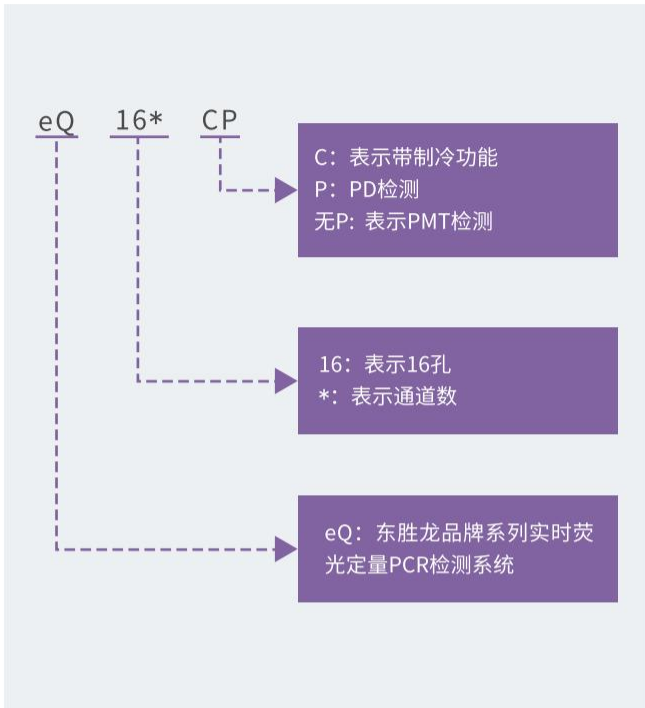 eQ 16* CP
C：表示带制冷功能
P：PD检测
无P: 表示PMT检测
16：表示16孔
*：表示通道数
eQ：东胜龙品牌系列实时荧
光定量PCR检测系统